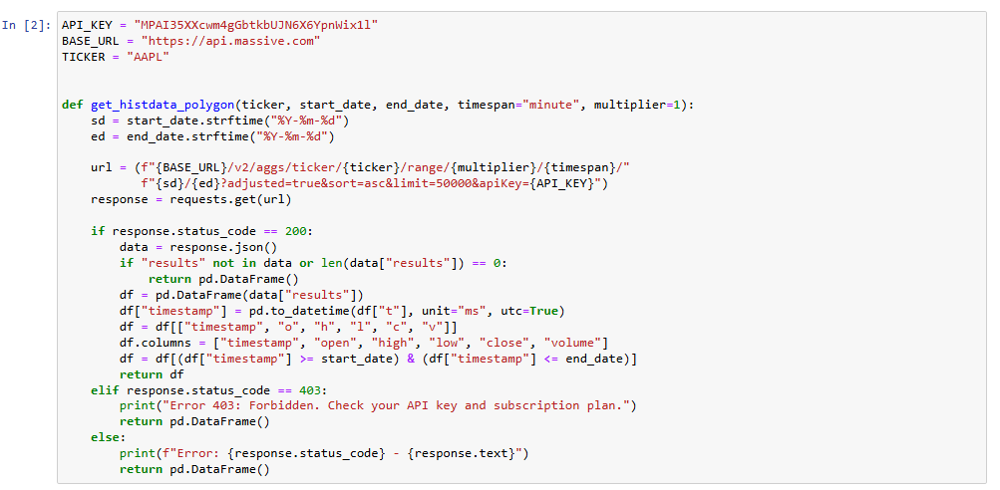 In [2]: API_KEY = "MPAI35XXcwm4gGbtkbUJN6X6YpnWix1l"
BASE_URL = "https://api.massive.com"
TICKER = "AAPL"
def get_histdata_polygon(ticker, start_date, end_date, timespan="minute", multiplier=1):
    sd = start_date.strftime("%Y-%m-%d")
    ed = end_date.strftime("%Y-%m-%d")
    url = (f"{BASE_URL}/v2/aggs/ticker/{ticker}/range/{multiplier}/{timespan}/"
           f"{sd}/{ed}?adjusted=true&sort=asc&limit=50000&apiKey={API_KEY}")
    response = requests.get(url)
    if response.status_code == 200:
        data = response.json()
        if "results" not in data or len(data["results"]) == 0:
            return pd.DataFrame()
        df = pd.DataFrame(data["results"])
        df["timestamp"] = pd.to_datetime(df["t"], unit="ms", utc=True)
        df = df[["timestamp", "o", "h", "l", "c", "v"]]
        df.columns = ["timestamp", "open", "high", "low", "close", "volume"]
        df = df[(df["timestamp"] >= start_date) & (df["timestamp"] <= end_date)]
        return df
    elif response.status_code == 403:
        print("Error 403: Forbidden. Check your API key and subscription plan.")
        return pd.DataFrame()
    else:
        print(f"Error: {response.status_code} - {response.text}")
        return pd.DataFrame()